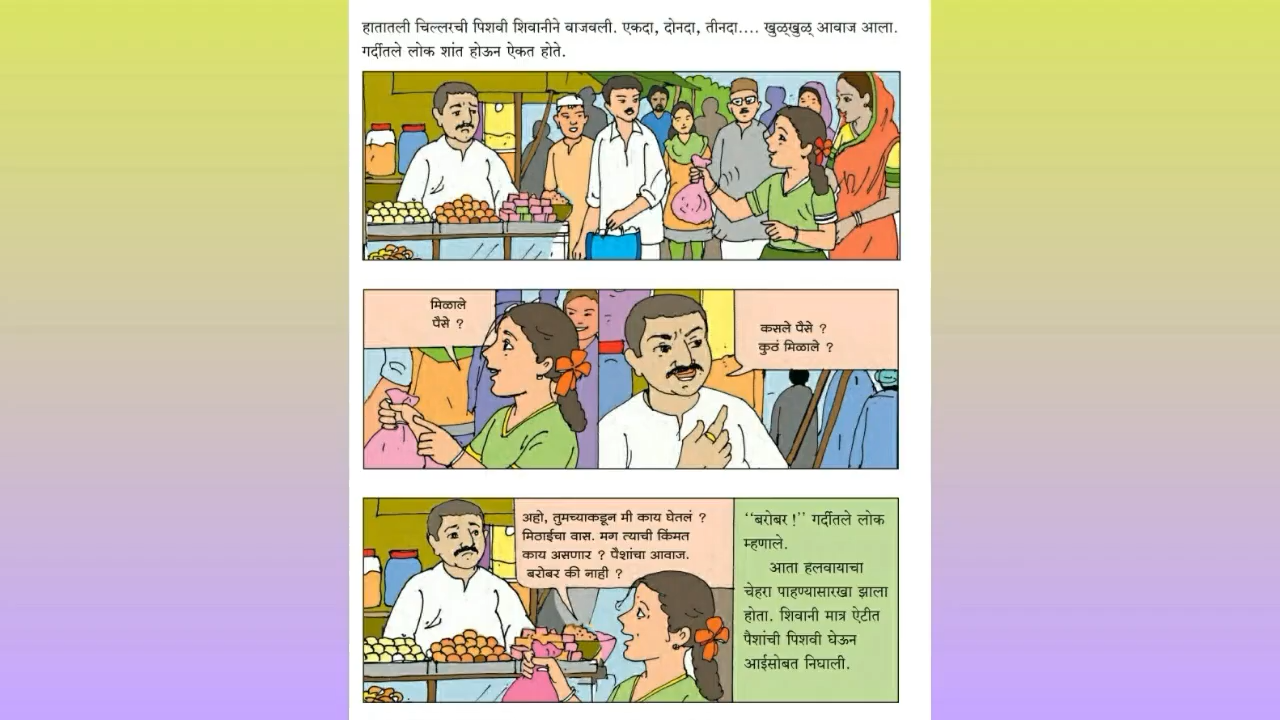 हातातली चिल्लरची पिशवी शिवानीने वाजवली. एकदा, दोनदा, तीनदा.... खुळ्खुळ् आवाज आला.
गर्दीतले लोक शांत होऊन ऐकत होते.
मिळाले
पैसे ?
कसले पैसे ?
कुठं मिळाले ?
अहो, तुमच्याकडून मी काय घेतलं ?
मिठाईचा वास. मग त्याची किंमत
काय असणार ? पैशांचा आवाज.
बरोबर की नाही ?
‘‘बरोबर !’’ गर्दीतले लोक
म्हणाले.
आता हलवायाचा
चेहरा पाहण्यासारखा झाला
होता. शिवानी मात्र ऐटीत
पैशांची पिशवी घेऊन
आईसोबत निघाली.